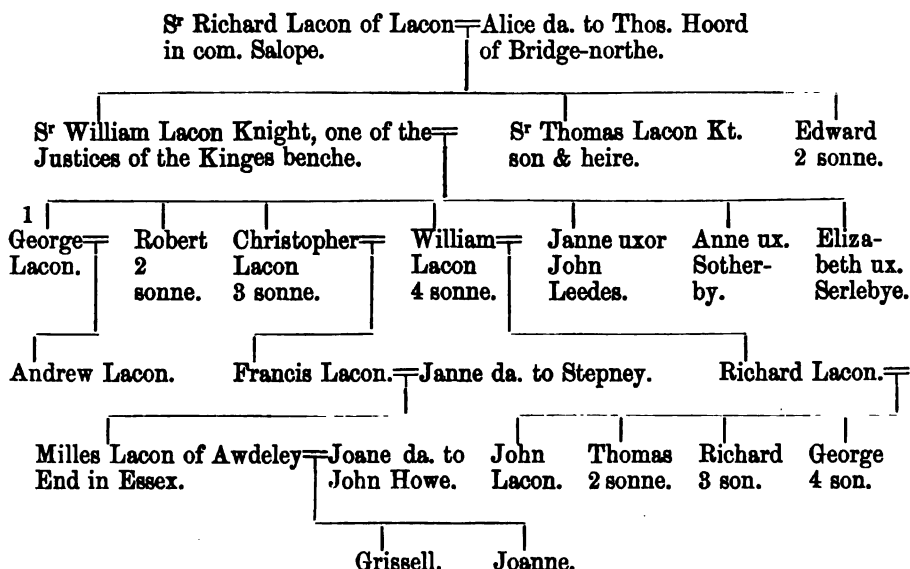 Sr Richard Lacon of Lacon Alice da. to Thos. Hoord
in com. Salope. of Bridge-northe.
Sr William Lacon Knight, one of the Sr Thomas Lacon Kt. Edward
Justices of the Kinges benche. son & heire. 2 sonne.
1
George Robert Christopher William Janne uxor Anne ux. Eliza-
Lacon. 2 Lacon Lacon John Sother- beth ux.
sonne. 3 sonne. 4 sonne. Leedes. by. Serlebye.
Andrew Lacon. Francis Lacon. Janne da. to Stepney. Richard Lacon.
Milles Lacon of Awdeley Joane da. to John Thomas Richard George
End in Essex. John Howe. Lacon. 2 sonne. 3 son. 4 son.
Grissell. Joanne.